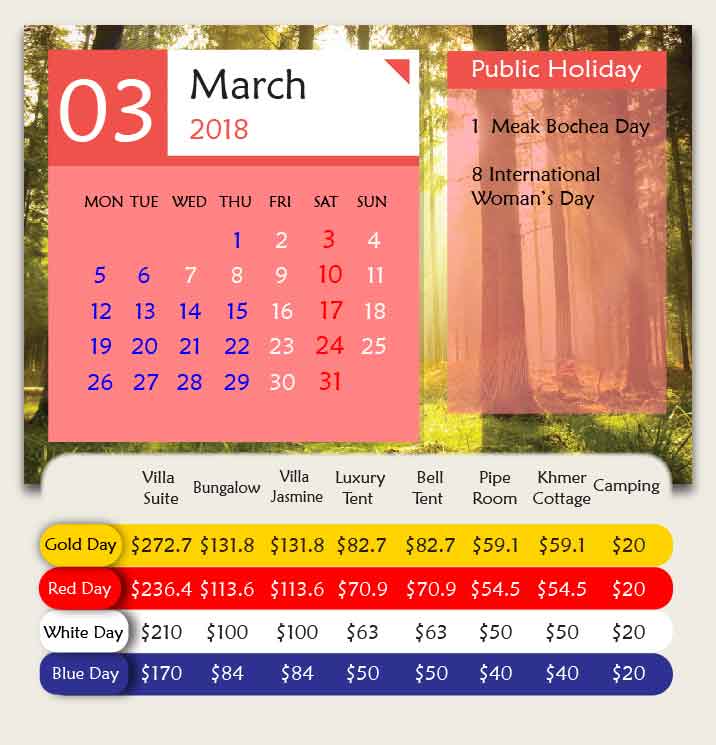 03
March
2018
MON TUE WED THU FRI SAT SUN
1 2 3 4
5 6 7 8 9 10 11
12 13 14 15 16 17 18
19 20 21 22 23 24 25
26 27 28 29 30 31
Public Holiday
1 Meak Bochea Day
8 International
Woman's Day
Villa Suite Bungalow Villa Jasmine Luxury Tent Bell Tent Pipe Room Khmer Cottage Camping
Gold Day $272.7 $131.8 $131.8 $82.7 $82.7 $59.1 $59.1 $20
Red Day $236.4 $113.6 $113.6 $70.9 $70.9 $54.5 $54.5 $20
White Day $210 $100 $100 $63 $63 $50 $50 $20
Blue Day $170 $84 $84 $50 $50 $40 $40 $20